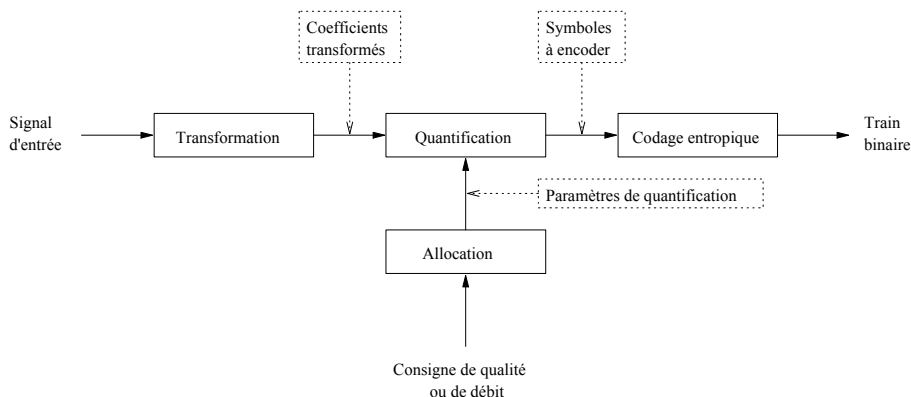 Coefficients
transformés
Symboles
à encoder
Signal
d'entrée
Transformation
Quantification
Codage entropique
Train
binaire
Paramètres de quantification
Allocation
Consigne de qualité
ou de débit